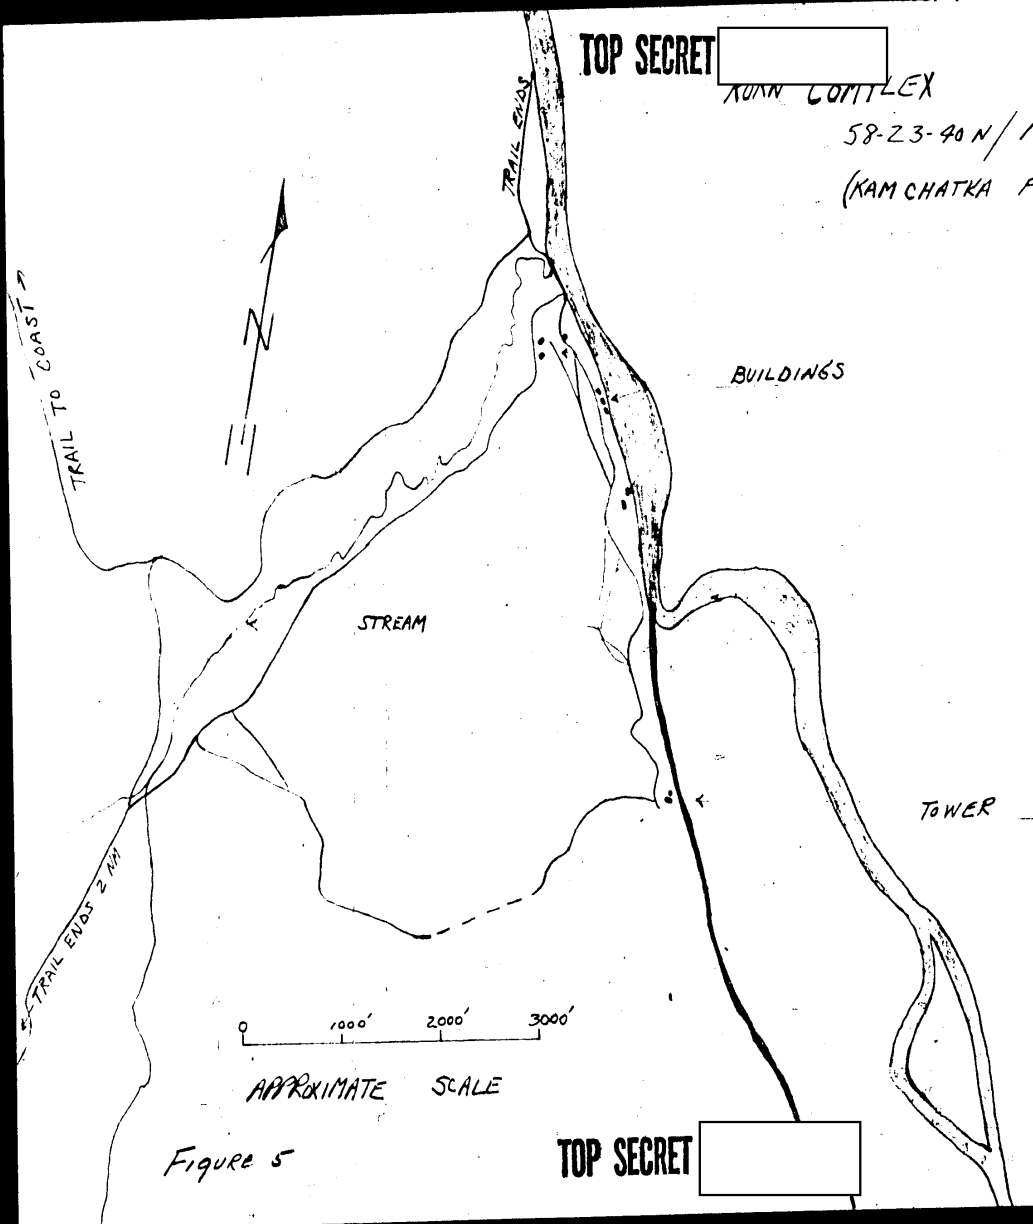 TOP SECRET
COMPLEX
58-23-40 N/
(KAMCHATKA
TRAIL ENDS
N
TRAIL TO COAST
BUILDINGS
STREAM
TOWER
TRAIL ENDS 2 NM
0 1000' 2000' 3000'
APPROXIMATE SCALE
Figure 5
TOP SECRET